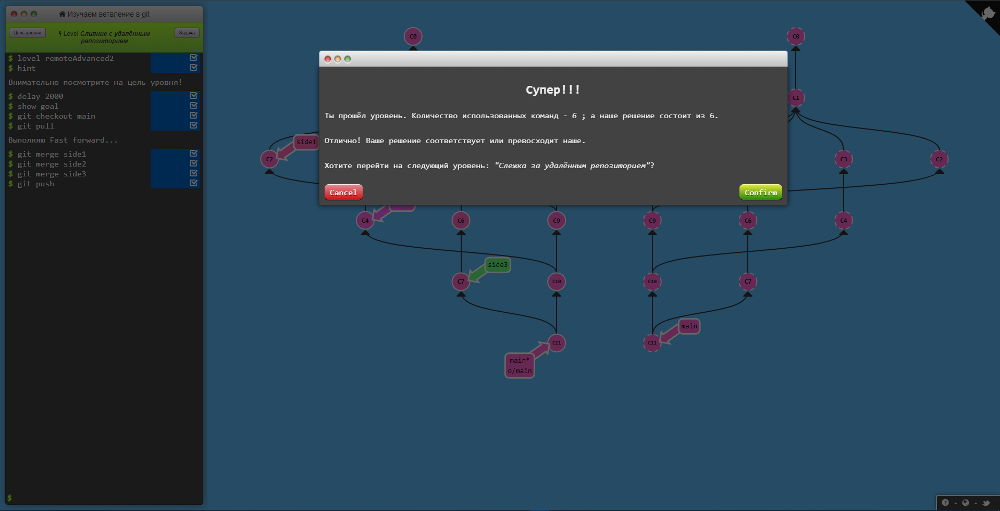 Изучаем ветвление в git
Цель уровня
Level Слияние с удалённым
репозиторием
Задача
$ level remoteAdvanced2
$ hint
Внимательно посмотрите на цель уровня!
$ delay 2000
$ show goal
$ git checkout main
$ git pull
Выполняю Fast forward...
$ git merge side1
$ git merge side2
$ git merge side3
$ git push
$
Супер!!!
Ты прошёл уровень. Количество использованных команд - 6 ; а наше решение состоит из 6.
Отлично! Ваше решение соответствует или превосходит наше.
Хотите перейти на следующий уровень: "Слежка за удалённым репозиторием"?
Cancel
Confirm
C0
C0
C1
side1
C2
C3
C2
C4
C6
C9
C9
C6
C4
side3
C7
C10
C10
C7
main
C11
C11
main*
o/main